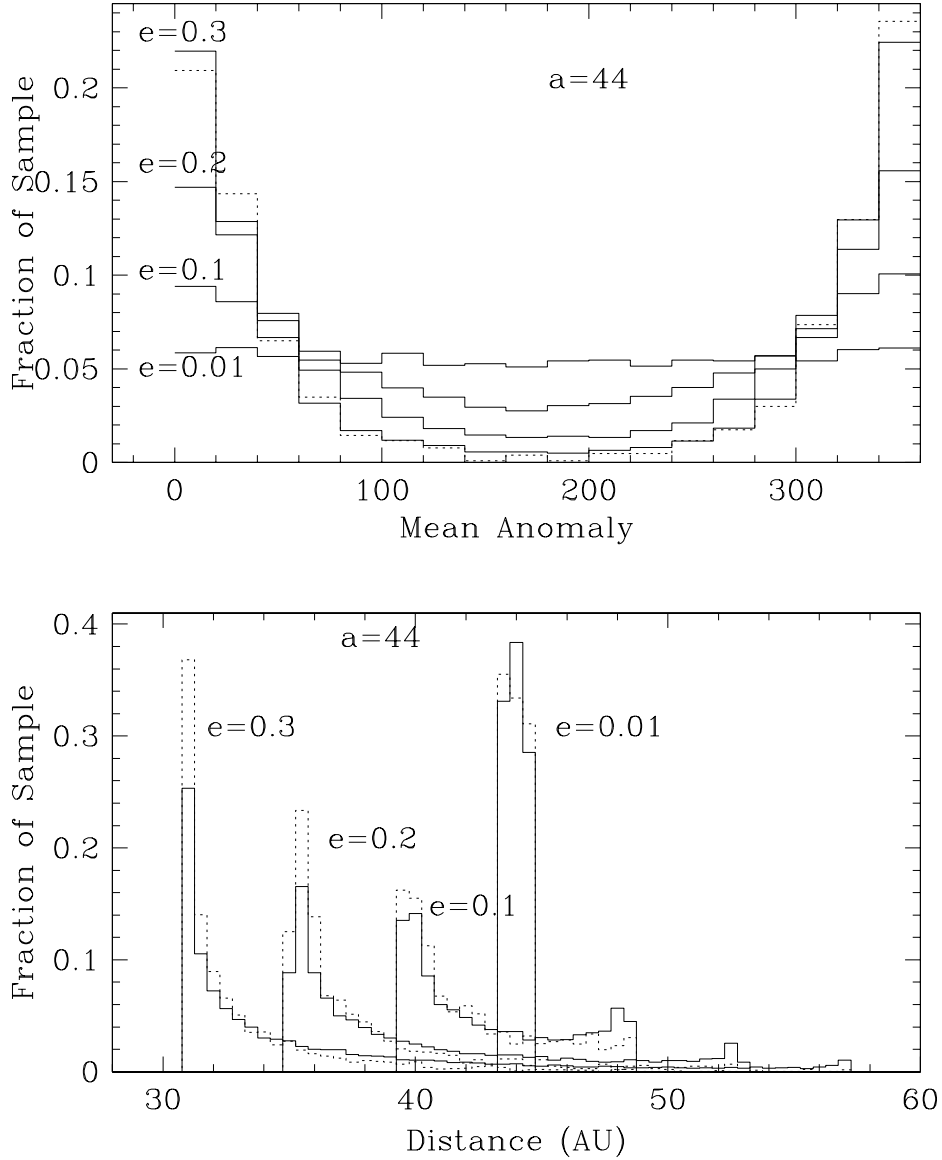 e=0.3
a=44
0.2
e=0.2
0.15
e=0.1
0.1
e=0.01
0.05
0
Fraction of Sample
0 100 200 300
Mean Anomaly
0.4
a=44
e=0.3
e=0.01
0.3
e=0.2
0.2
e=0.1
0.1
0
Fraction of Sample
30 40 50 60
Distance (AU)